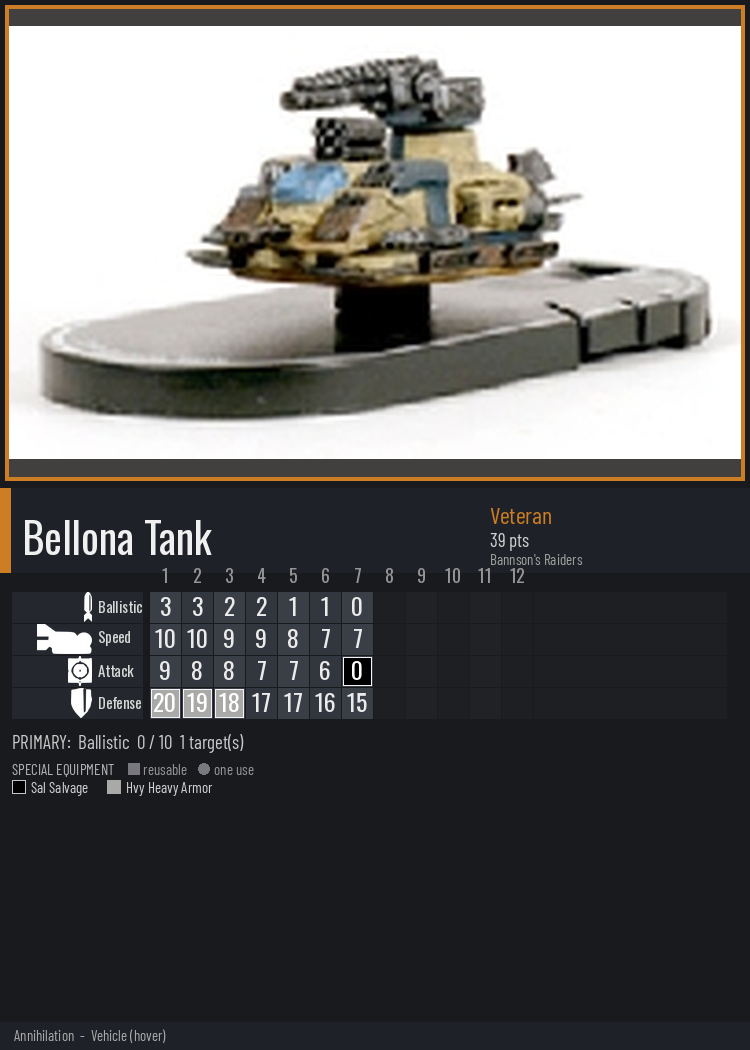 Bellona Tank
Veteran
39 pts
Bannson's Raiders
1 2 3 4 5 6 7 8 9 10 11 12
Ballistic 3 3 2 2 1 1 0
Speed 10 10 9 9 8 7 7
Attack 9 8 8 7 7 6 0
Defense 20 19 18 17 17 16 15
PRIMARY: Ballistic 0 / 10 1 target(s)
SPECIAL EQUIPMENT reusable one use
Sal Salvage Hvy Heavy Armor
Annihilation - Vehicle (hover)